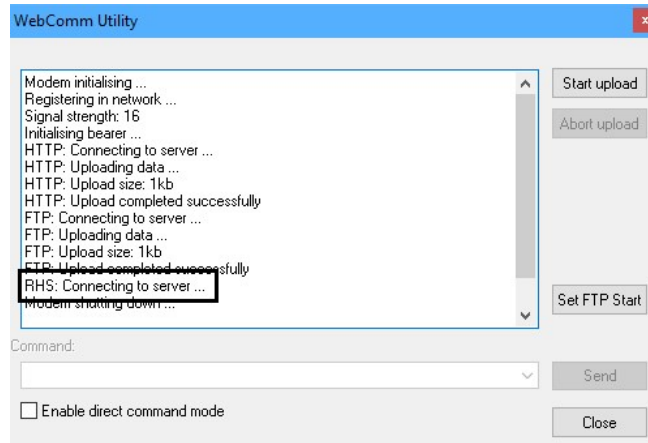 WebComm Utility
x
Modem initialising ...
Registering in network ...
Signal strength: 16
Initialising bearer ...
HTTP: Connecting to server ...
HTTP: Uploading data ...
HTTP: Upload size: 1kb
HTTP: Upload completed successfully
FTP: Connecting to server ...
FTP: Uploading data ...
FTP: Upload size: 1kb
FTP: Upload completed successfully
RHS: Connecting to server ...
Modem shutting down ...
Start upload
Abort upload
Set FTP Start
Command:
Send
Enable direct command mode
Close